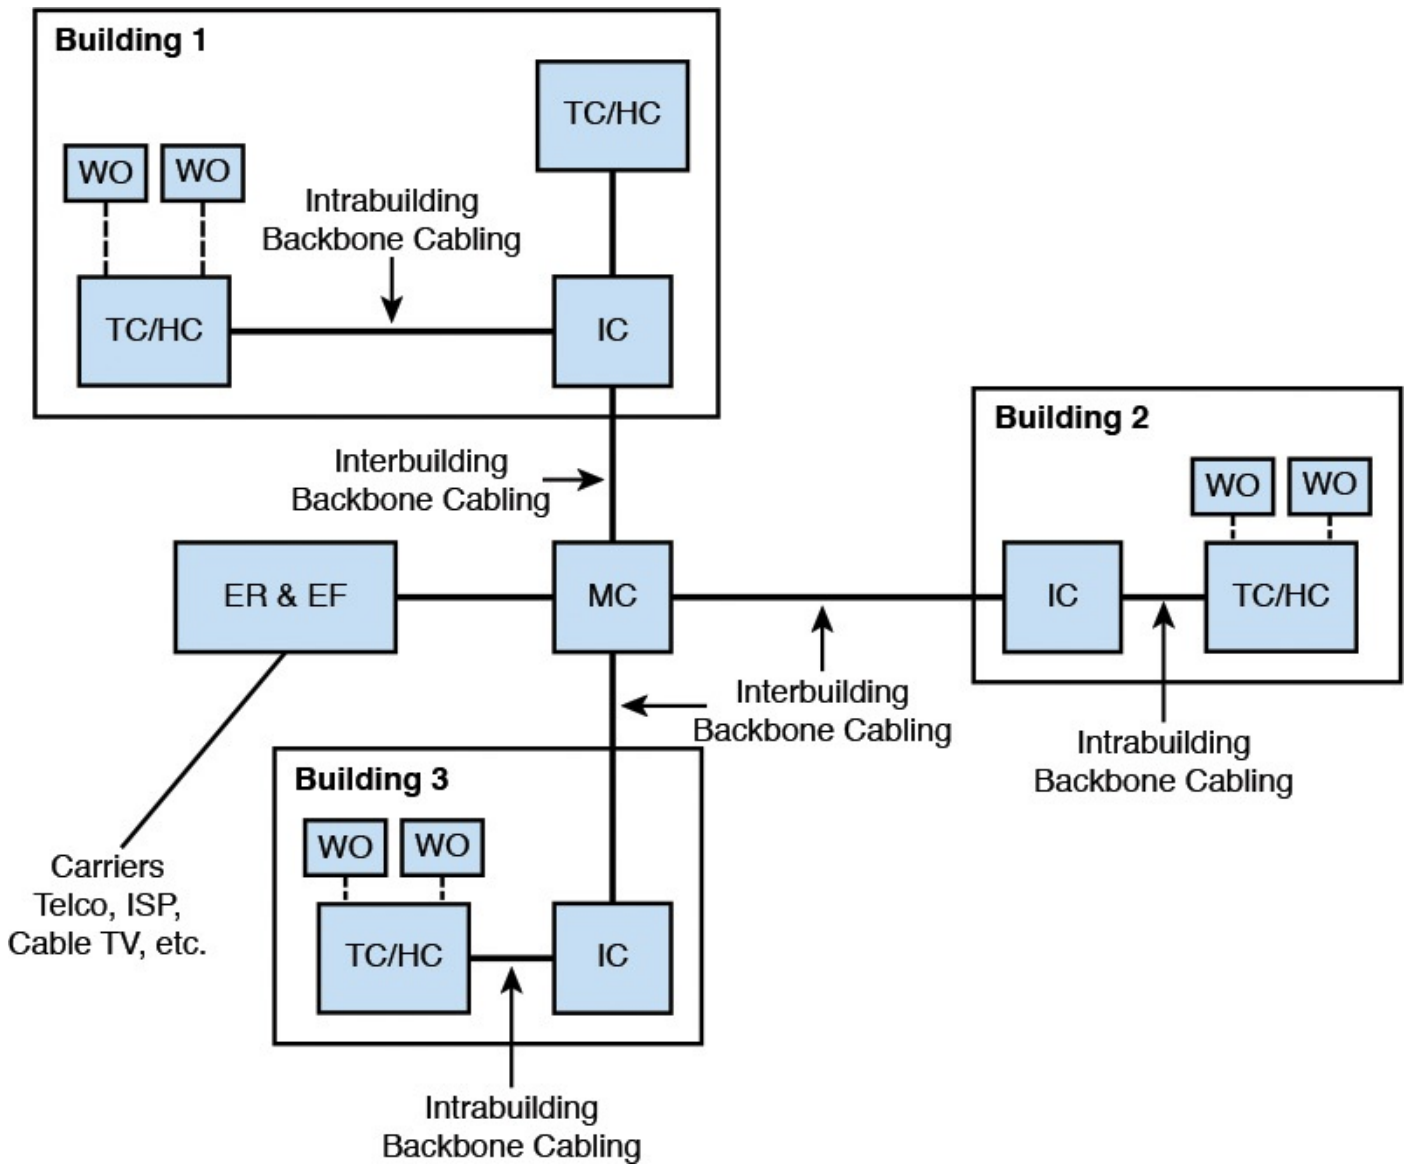 Building 1
TC/HC
WO
WO
Intrabuilding
Backbone Cabling
TC/HC
IC
Interbuilding
Backbone Cabling
Building 2
WO
WO
ER & EF
MC
IC
TC/HC
Interbuilding
Backbone Cabling
Intrabuilding
Backbone Cabling
Building 3
WO
WO
Carriers
Telco, ISP,
Cable TV, etc.
TC/HC
IC
Intrabuilding
Backbone Cabling